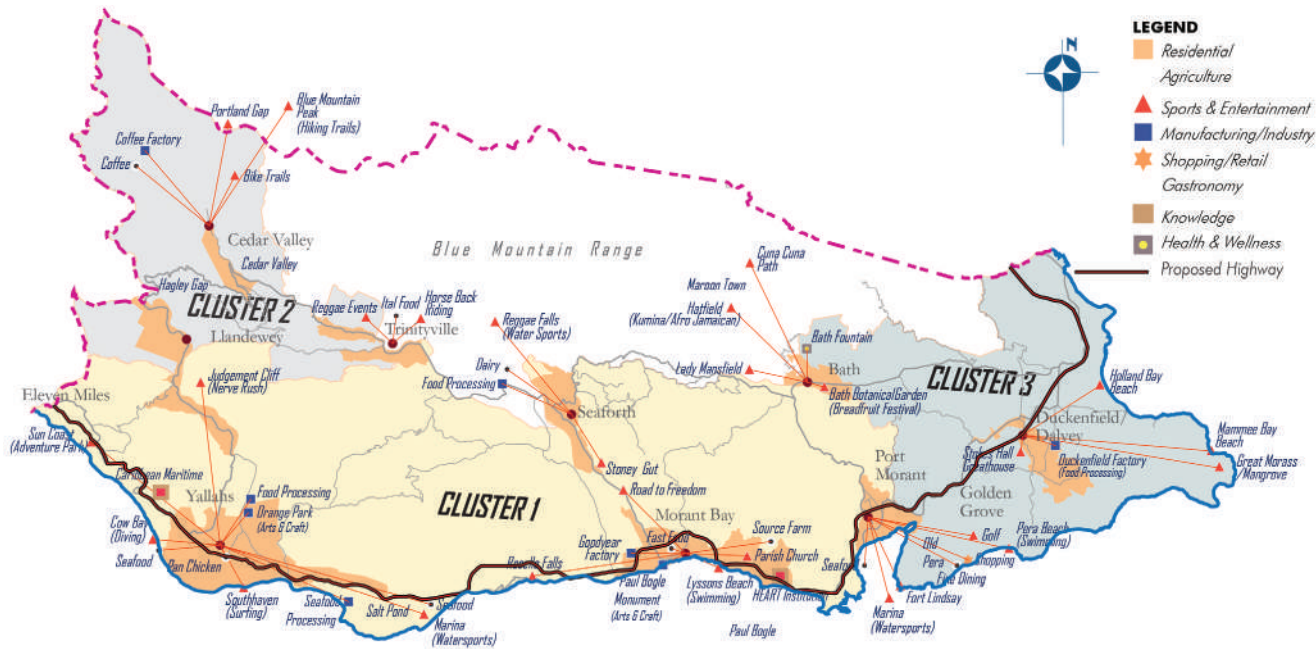 LEGEND
Residential
Agriculture
Sports & Entertainment
Manufacturing/Industry
Shopping/Retail
Gastronomy
Knowledge
Health & Wellness
Proposed Highway
N
Portland Gap
Blue Mountain
Peak
(Hiking Trails)
Coffee Factory
Coffee
Bike Trails
Cedar Valley
Cedar Valley
Blue Mountain Range
Hagley Gap
CLUSTER 2
Llandewey
Reggae Events
Ital Food
Horse Back
Riding
Trinityville
Reggae Falls
(Water Sports)
Cuna Cuna
Path
Maroon Town
Hatfield
(Kumina/Afro Jamaican)
Bath Fountain
Lady Mansfield
Bath
Bath Botanical Garden
(Breadfruit Festival)
CLUSTER 3
Holland Bay
Beach
Judgement Cliff
(Nerve Rush)
Dairy
Food Processing
Seaforth
Eleven Miles
Sun Coast
(Adventure Park)
Duckenfield/
Dalvey
Mammee Bay
Beach
Great Morass
/Mangrove
Stokes Hall
Greathouse
Duckenfield Factory
(Food Processing)
Caribbean Maritime
Yallahs
Food Processing
Orange Park
(Arts & Craft)
CLUSTER 1
Stoney Gut
Road to Freedom
Port
Morant
Golden
Grove
Cow Bay
(Diving)
Seafood
Pan Chicken
Morant Bay
Fast Food
Source Farm
Goodyear
Factory
Parish Church
Golf
Pera Beach
(Swimming)
Old
Pera
Shopping
Fine Dining
Seafood
Southhaven
(Surfing)
Seafood
Processing
Salt Pond
Seafood
Marina
(Watersports)
Roselle Falls
Paul Bogle
Monument
(Arts & Craft)
Lyssons Beach
(Swimming)
HEART Institute
Paul Bogle
Fort Lindsay
Marina
(Watersports)